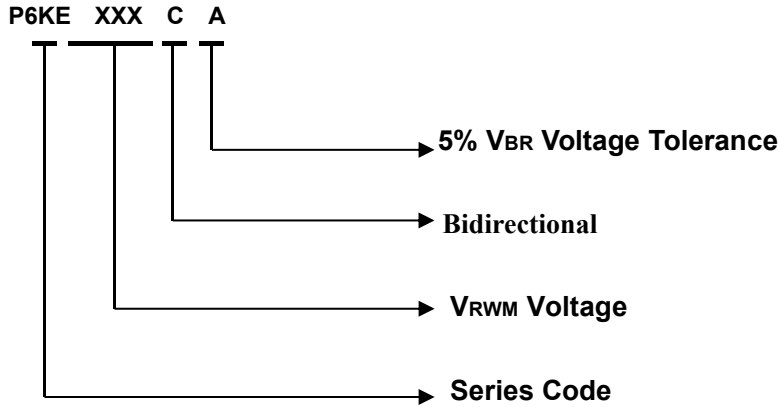 P6KE XXX C A
5% VBR Voltage Tolerance
Bidirectional
VRWM Voltage
Series Code